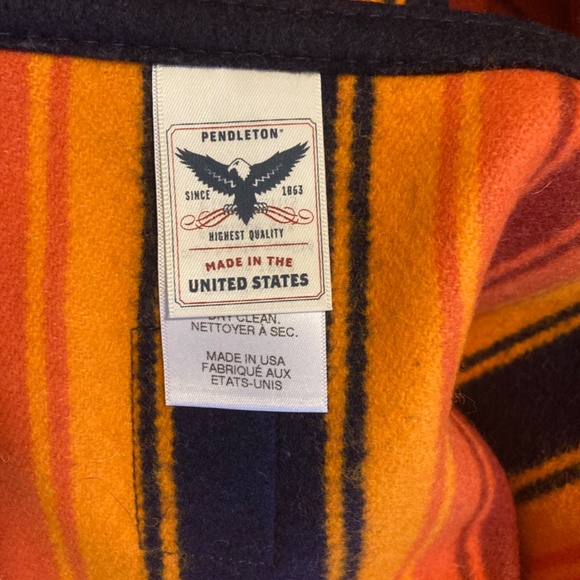 PENDLETON®
SINCE 1863
HIGHEST QUALITY
MADE IN THE
UNITED STATES
DRY CLEAN.
NETTOYER À SEC.
MADE IN USA
FABRIQUÉ AUX
ETATS-UNIS